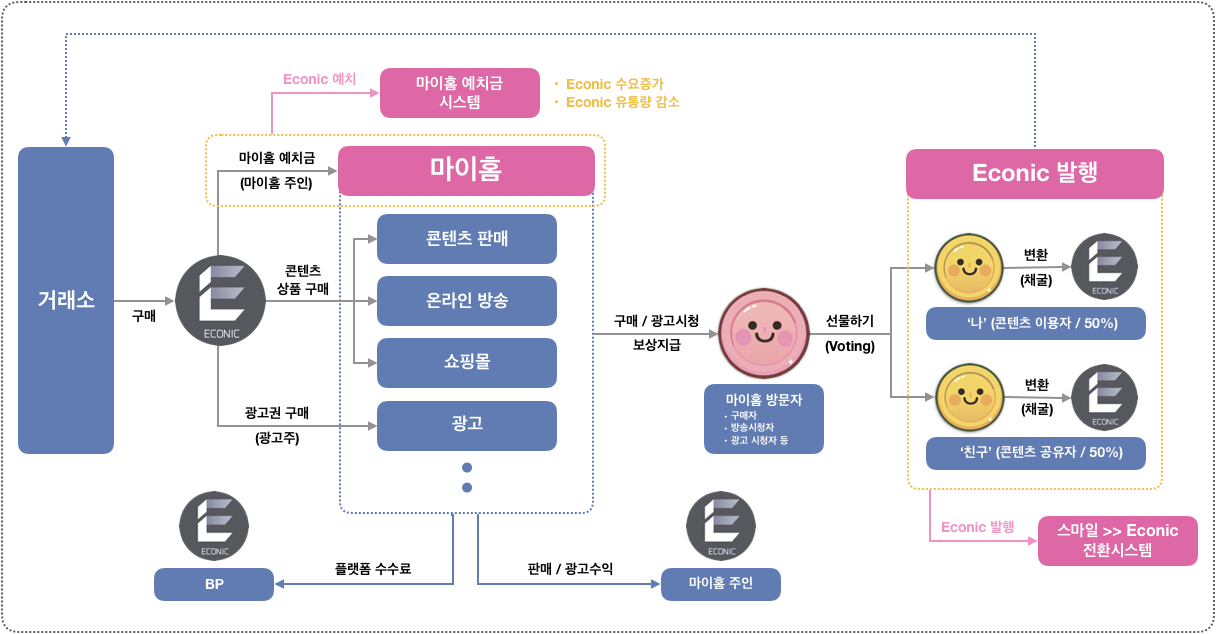 Econic 예치
마이홈 예치금
시스템
· Econic 수요증가
· Econic 유통량 감소
거래소
구매
ECONIC
마이홈 예치금
(마이홈 주인)
마이홈
콘텐츠
상품 구매
콘텐츠 판매
온라인 방송
쇼핑몰
광고권 구매
(광고주)
광고
구매 / 광고시청
보상지급
마이홈 방문자
· 구매자
· 방송시청자
· 광고 시청자 등
선물하기
(Voting)
Econic 발행
변환
(채굴)
ECONIC
‘나’ (콘텐츠 이용자 / 50%)
변환
(채굴)
ECONIC
‘친구’ (콘텐츠 공유자 / 50%)
Econic 발행
스마일 >> Econic
전환시스템
ECONIC
BP
플랫폼 수수료
판매 / 광고수익
ECONIC
마이홈 주인